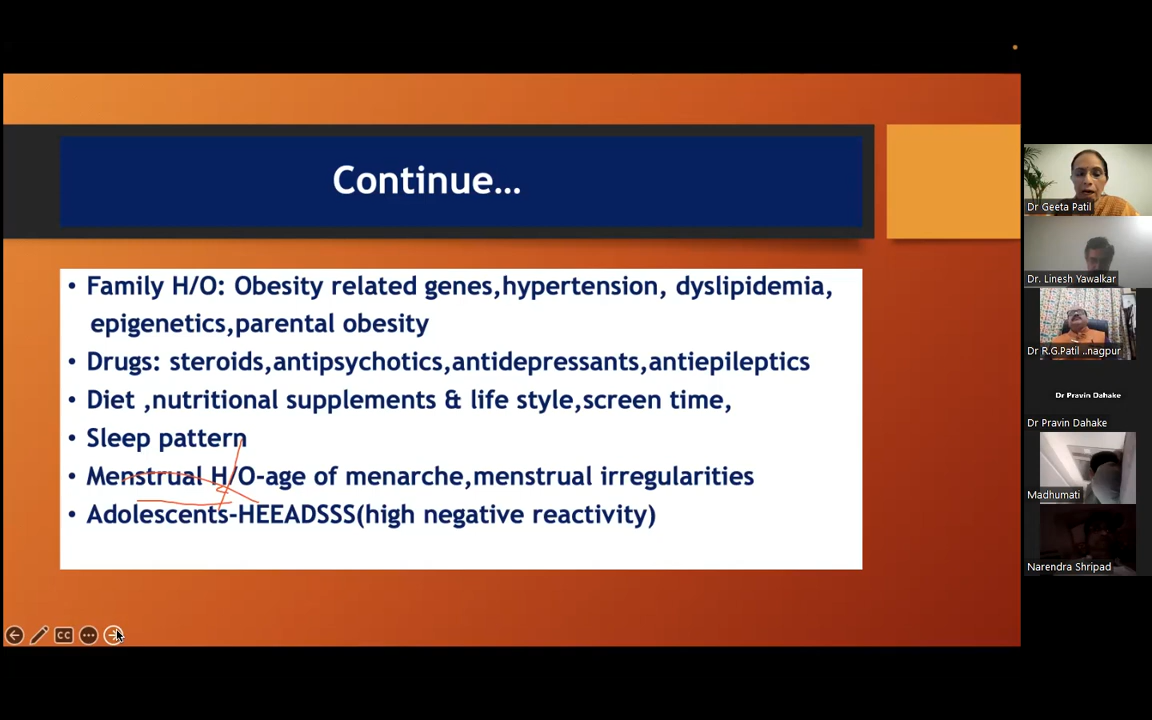 Continue...
• Family H/O: Obesity related genes,hypertension, dyslipidemia,
epigenetics,parental obesity
• Drugs: steroids,antipsychotics,antidepressants,antiepileptics
• Diet ,nutritional supplements & life style,screen time,
• Sleep pattern
• Menstrual H/O-age of menarche,menstrual irregularities
• Adolescents-HEEADSSS(high negative reactivity)
CC
Dr Geeta Patil
Dr. Linesh Yawalkar
Dr R.G.Patil ..nagpur
Dr Pravin Dahake
Dr Pravin Dahake
Madhumati
Narendra Shripad